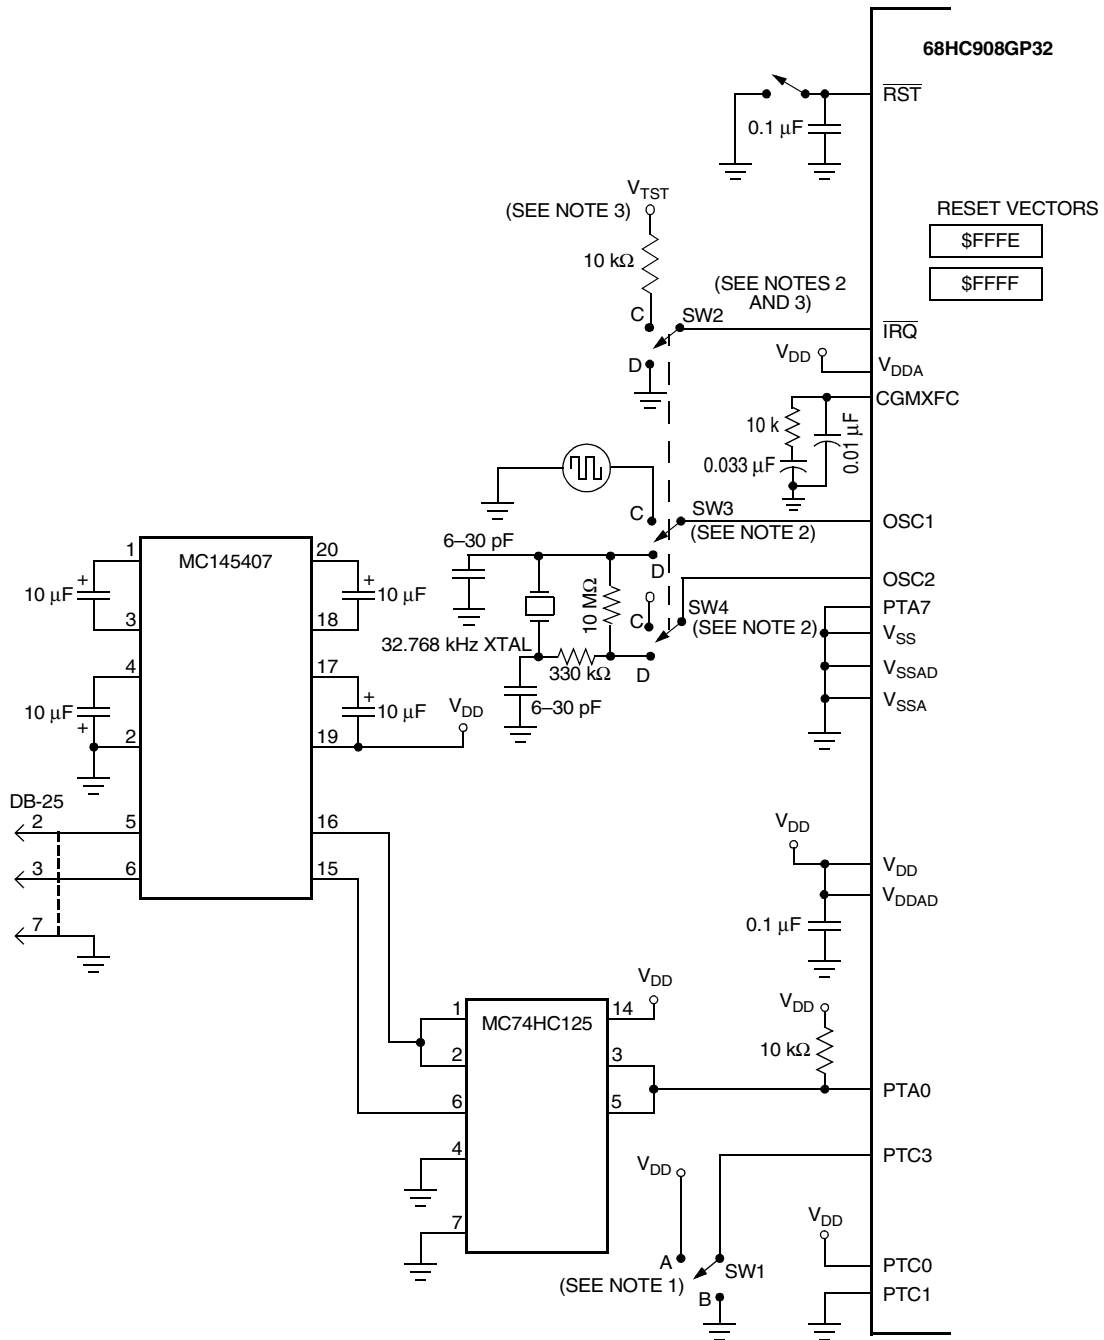 68HC908GP32
RST
0.1 µF
VTST
(SEE NOTE 3)
RESET VECTORS
$FFFE
10 kΩ
$FFFF
(SEE NOTES 2
AND 3)
C
SW2
IRQ
VDD
VDDA
D
CGMXFC
10 k
0.01 µF
0.033 µF
C
SW3
OSC1
(SEE NOTE 2)
6–30 pF
1
MC145407
20
D
OSC2
10 µF
+
+
10 µF
10 MΩ
PTA7
SW4
C
(SEE NOTE 2)
3
18
VSS
32.768 kHz XTAL
4
17
330 kΩ
D
VSSAD
10 µF
+
+
10 µF
VDD
6–30 pF
VSSA
2
19
DB-25
2
5
16
VDD
3
6
15
VDD
VDDAD
7
0.1 µF
VDD
1
MC74HC125
14
VDD
2
3
10 kΩ
6
5
PTA0
4
VDD
PTC3
7
VDD
A
SW1
PTC0
(SEE NOTE 1)
B
PTC1